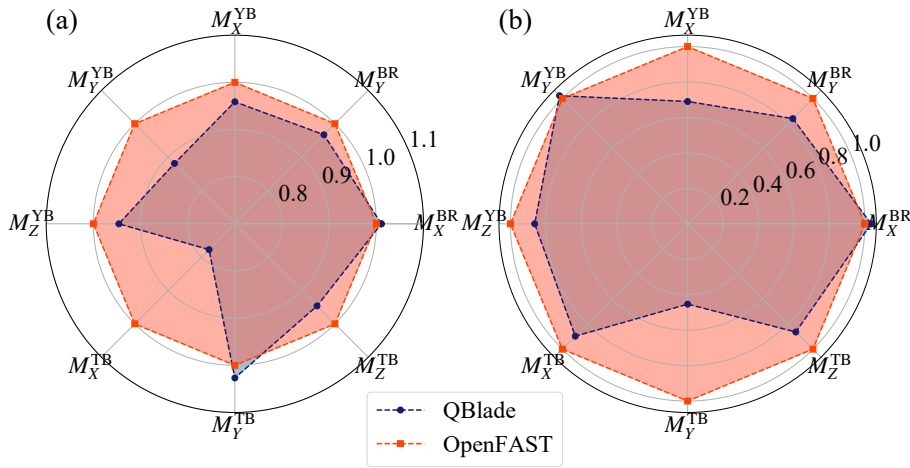 (a)
M_X^YB
M_Y^YB
M_Y^BR
1.1
1.0
0.9
0.8
M_Z^YB
M_X^BR
M_X^TB
M_Z^TB
M_Y^TB
(b)
M_X^YB
M_Y^YB
M_Y^BR
1.0
0.8
0.6
0.4
0.2
M_Z^YB
M_X^BR
M_X^TB
M_Z^TB
M_Y^TB
QBlade
OpenFAST